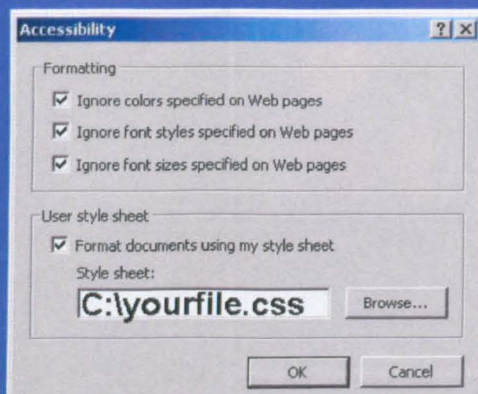 Accessibility
Formatting
Ignore colors specified on Web pages
Ignore font styles specified on Web pages
Ignore font sizes specified on Web pages
User style sheet
Format documents using my style sheet
Style sheet:
C:\yourfile.css Browse...
OK Cancel